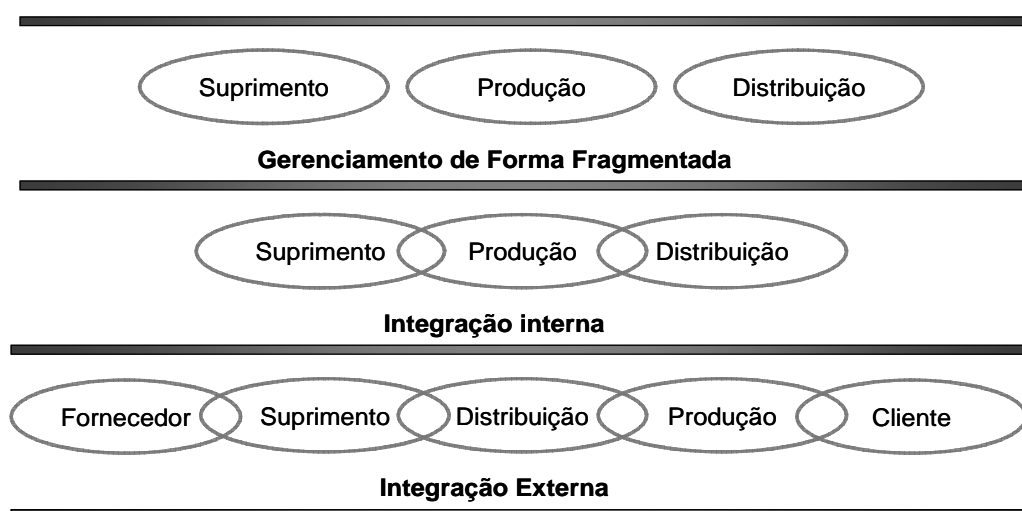 Suprimento Produção Distribuição
Gerenciamento de Forma Fragmentada
Suprimento Produção Distribuição
Integração interna
Fornecedor Suprimento Distribuição Produção Cliente
Integração Externa